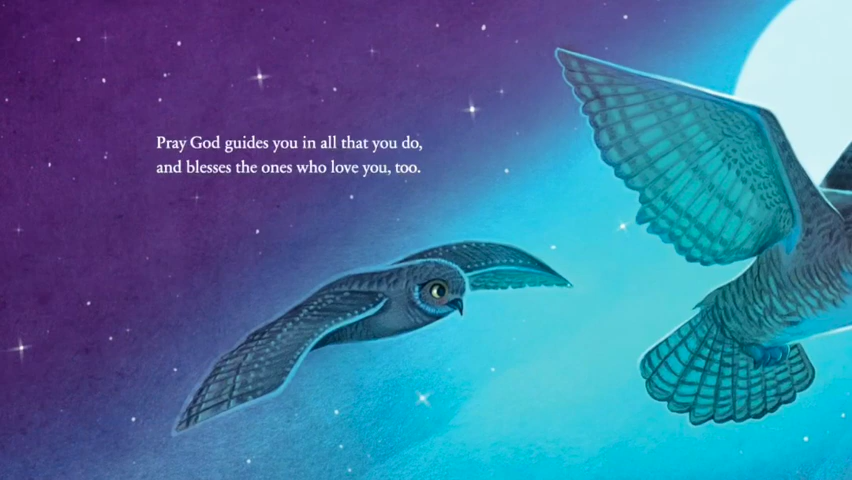 Pray God guides you in all that you do,
and blesses the ones who love you, too.